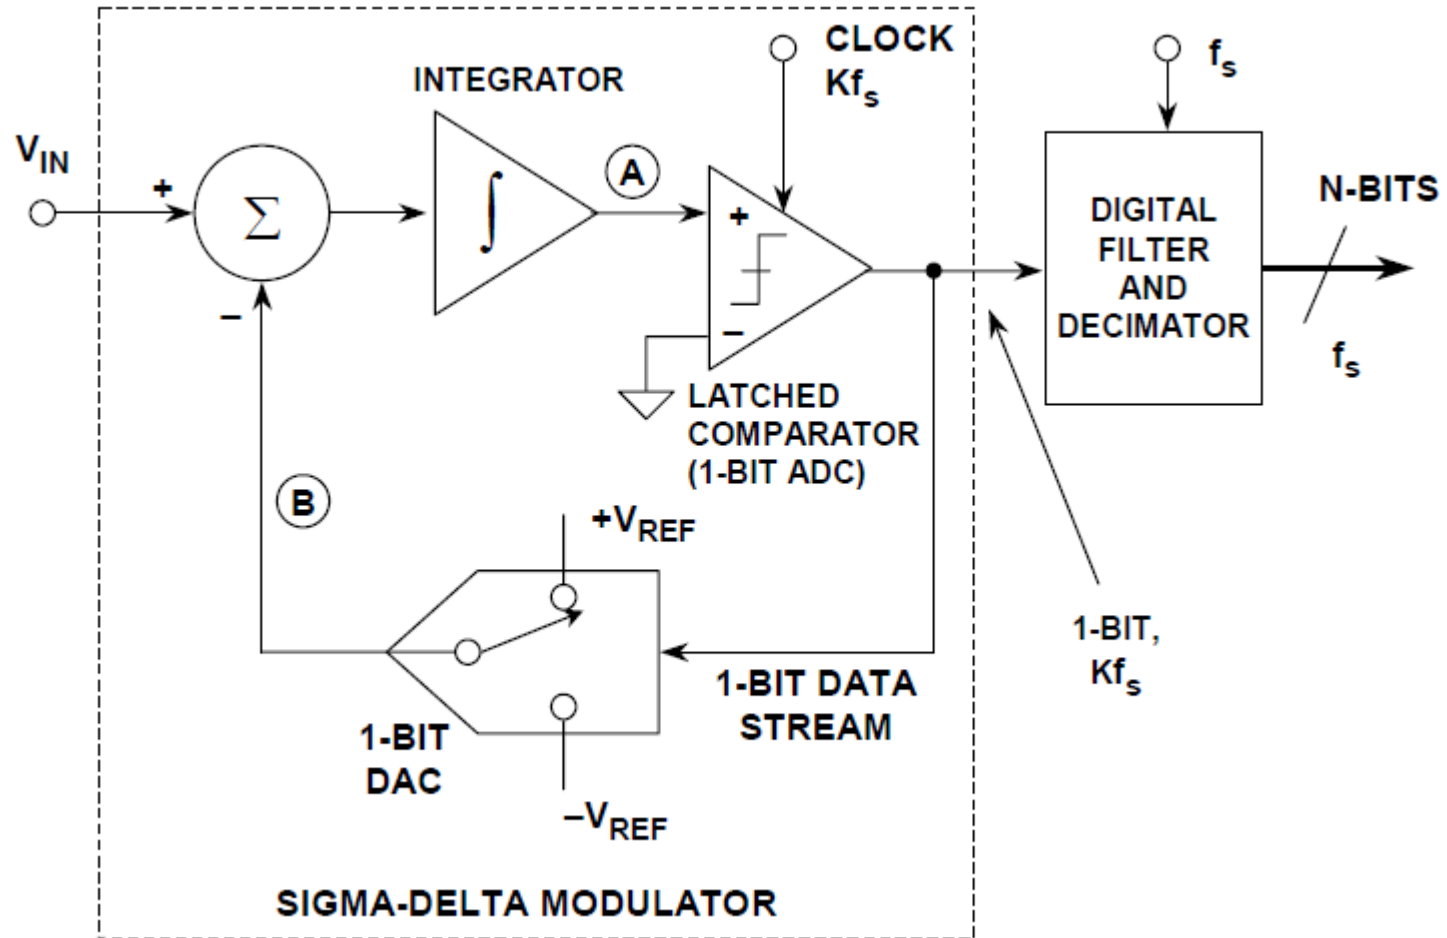 CLOCK
Kfs
fs
INTEGRATOR
VIN
+
Σ
−
∫
A
+
−
LATCHED
COMPARATOR
(1-BIT ADC)
DIGITAL
FILTER
AND
DECIMATOR
N-BITS
fs
B
+VREF
1-BIT DATA
STREAM
1-BIT
DAC
−VREF
1-BIT,
Kfs
SIGMA-DELTA MODULATOR